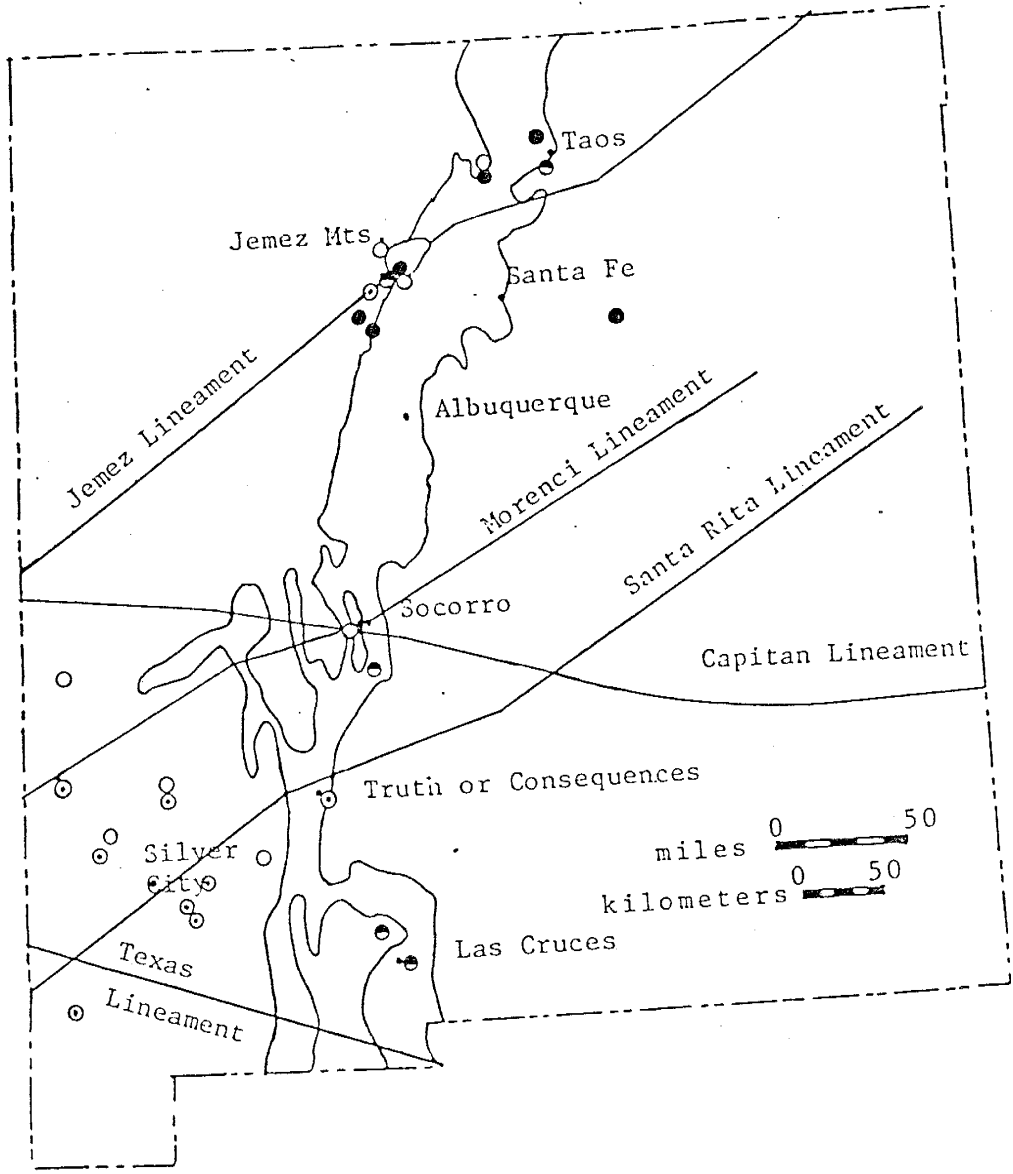 Taos
Jemez Mts
Santa Fe
Jemez Lineament
Albuquerque
Morenci Lineament
Santa Rita Lineament
Socorro
Capitan Lineament
Truth or Consequences
0 50
miles
0 50
kilometers
Silver
City
Las Cruces
Texas
Lineament